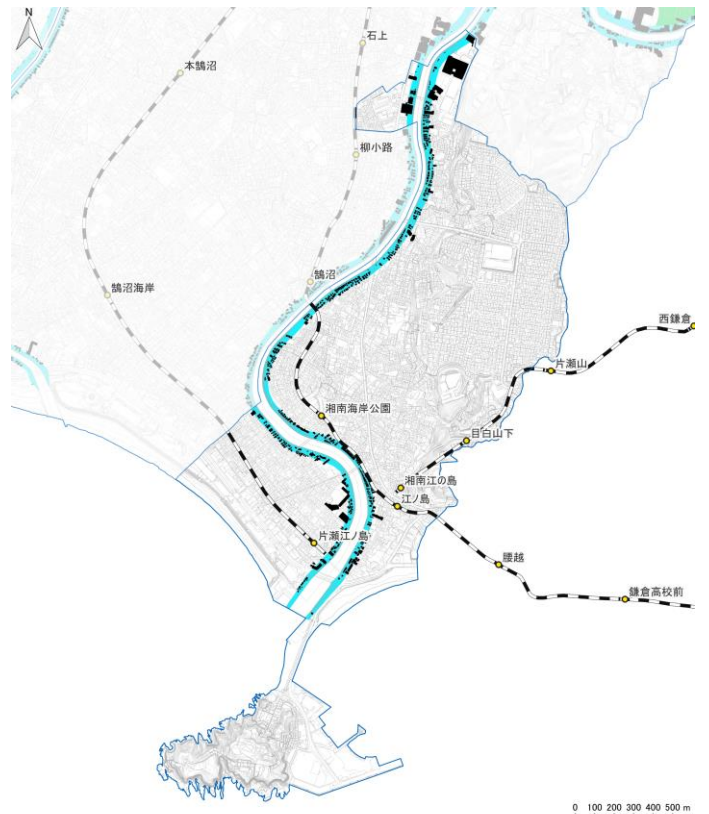 N
石上
本鵠沼
柳小路
鵠沼
鵠沼海岸
西鎌倉
片瀬山
湘南海岸公園
目白山下
湘南江の島
江ノ島
片瀬江ノ島
腰越
鎌倉高校前
0 100 200 300 400 500 m